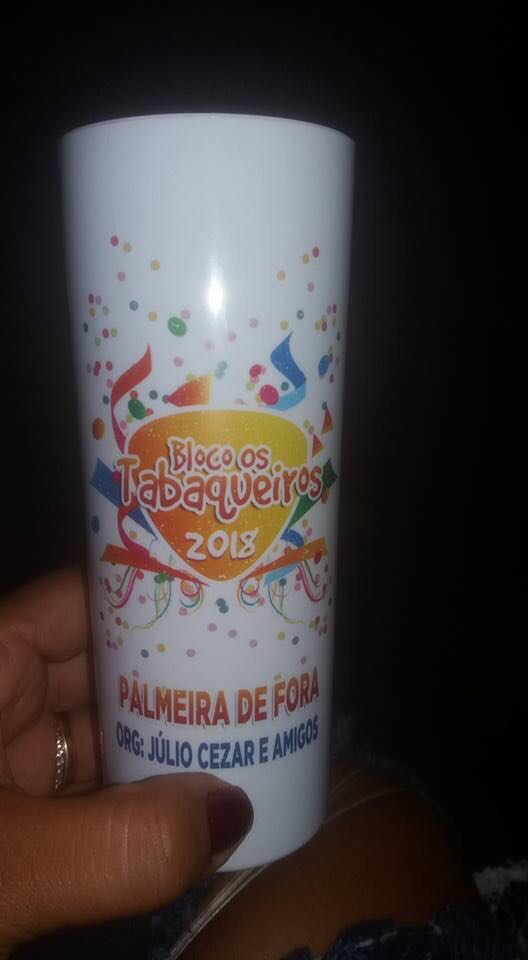 Bloco os
Tabaqueiros
2018
PALMEIRA DE FORA
ORG: JÚLIO CEZAR E AMIGOS